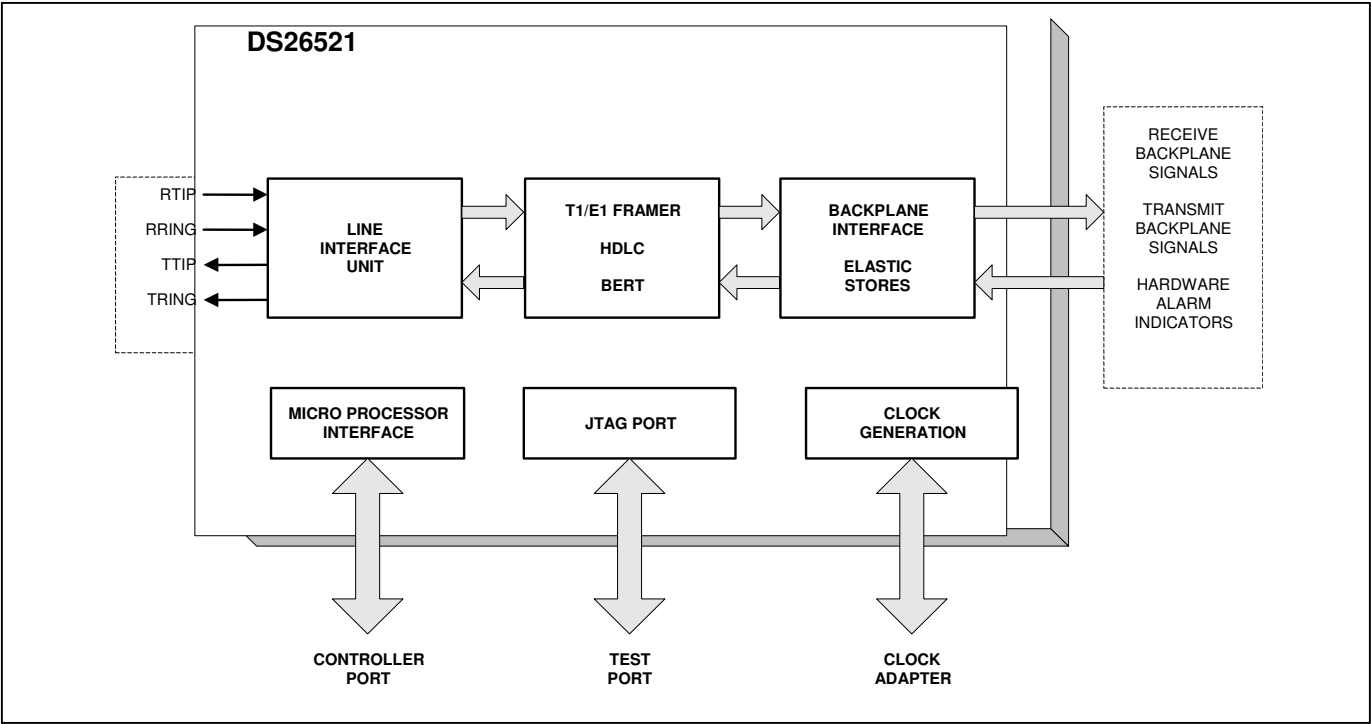 DS26521
RTIP
RRING
TTIP
TRING
LINE
INTERFACE
UNIT
T1/E1 FRAMER
HDLC
BERT
BACKPLANE
INTERFACE
ELASTIC
STORES
RECEIVE
BACKPLANE
SIGNALS
TRANSMIT
BACKPLANE
SIGNALS
HARDWARE
ALARM
INDICATORS
MICRO PROCESSOR
INTERFACE
JTAG PORT
CLOCK
GENERATION
CONTROLLER
PORT
TEST
PORT
CLOCK
ADAPTER